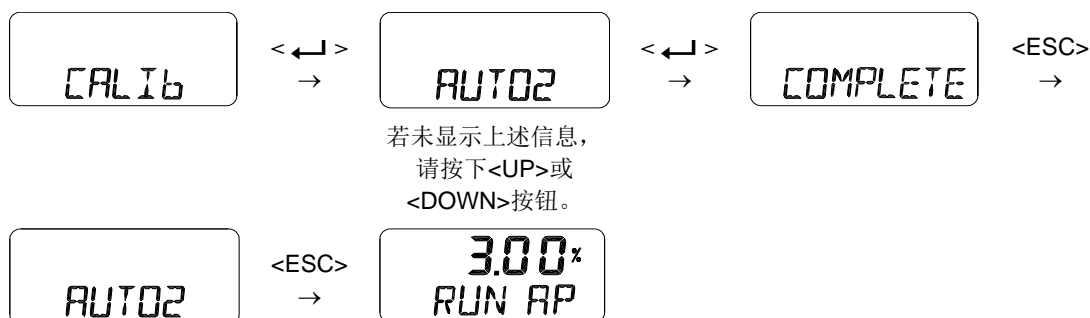 CALIb
< ↵ >
→
AUTO2
< ↵ >
→
COMPLETE
<ESC>
→
若未显示上述信息，
请按下<UP>或
<DOWN>按钮。
AUTO2
<ESC>
→
3.00%
RUN AP